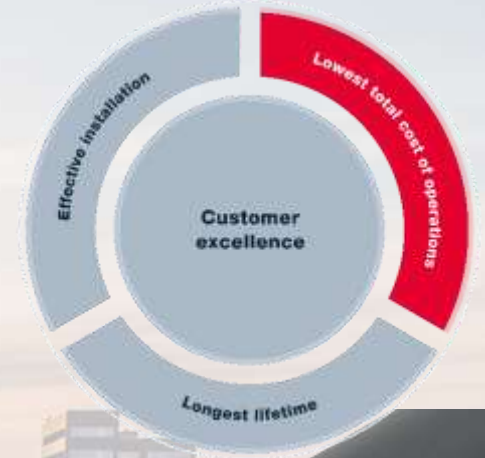 Effective installation
Lowest total cost of operations
Customer
excellence
Longest lifetime